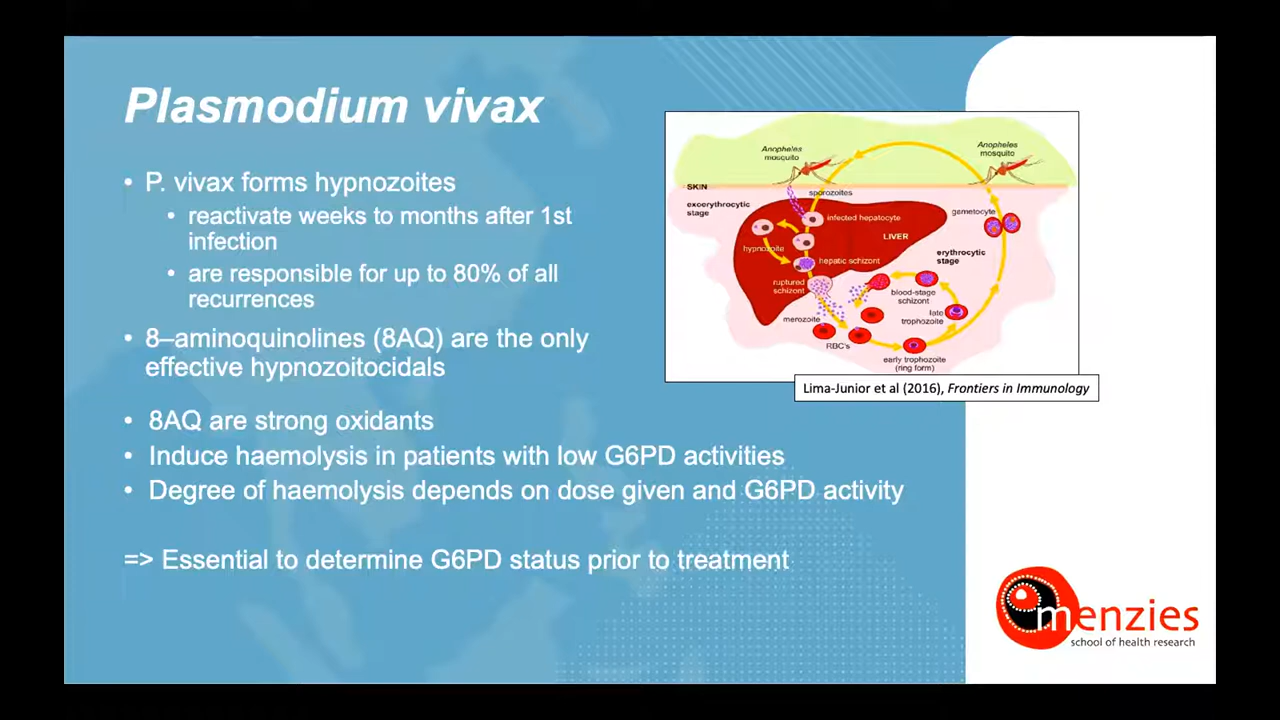 Plasmodium vivax
• P. vivax forms hypnozoites
• reactivate weeks to months after 1st
infection
• are responsible for up to 80% of all
recurrences
• 8–aminoquinolines (8AQ) are the only
effective hypnozoitocidals
• 8AQ are strong oxidants
• Induce haemolysis in patients with low G6PD activities
• Degree of haemolysis depends on dose given and G6PD activity
=> Essential to determine G6PD status prior to treatment
Anopheles
mosquito
Anopheles
mosquito
SKIN
sporozoites
exoerythrocytic
stage
infected hepatocyte
gametocyte
LIVER
hypnozoite
hepatic schizont
erythrocytic
stage
ruptured
schizont
blood-stage
schizont
merozoite
late
trophozoite
RBC's
early trophozoite
(ring form)
Lima-Junior et al (2016), Frontiers in Immunology
menzies
school of health research